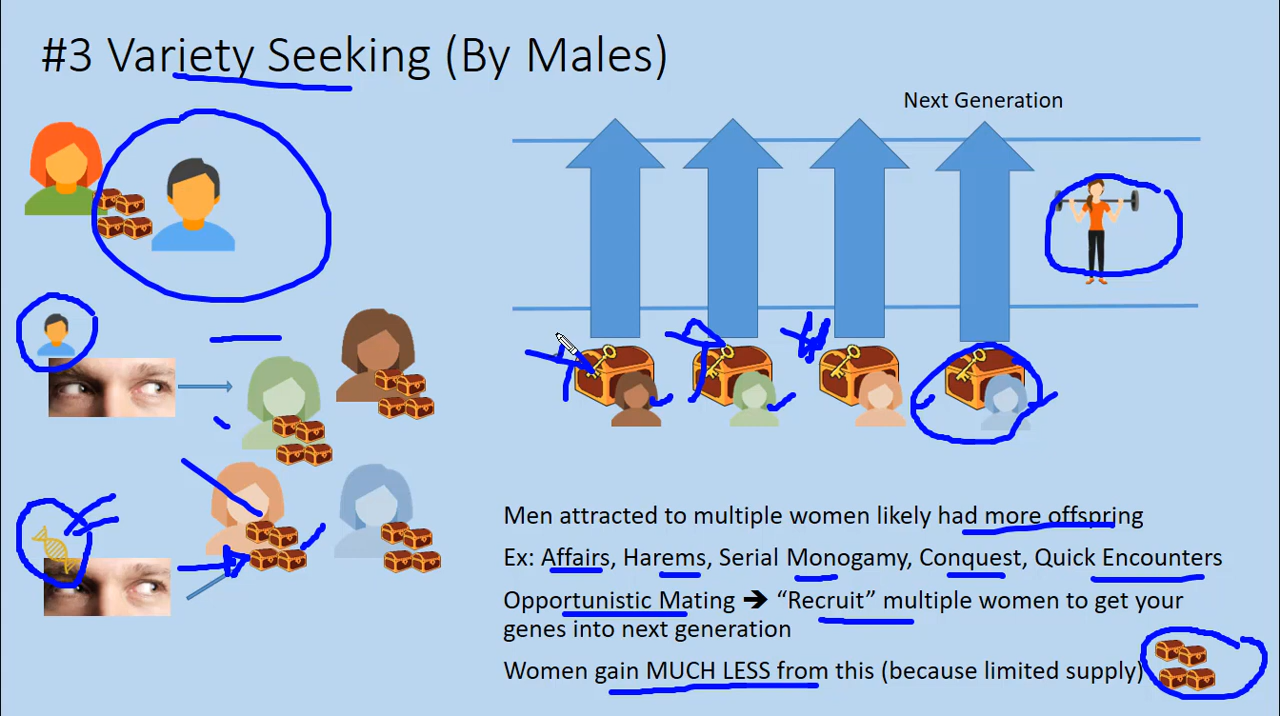 #3 Variety Seeking (By Males)
Next Generation
Men attracted to multiple women likely had more offspring
Ex: Affairs, Harems, Serial Monogamy, Conquest, Quick Encounters
Opportunistic Mating → “Recruit” multiple women to get your
genes into next generation
Women gain MUCH LESS from this (because limited supply)